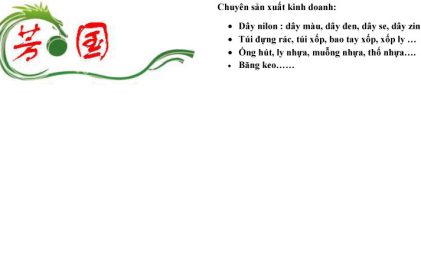 芳国
Chuyên sản xuất kinh doanh:
Dây nilon : dây màu, dây đen, dây se, dây zin
Túi đựng rác, túi xốp, bao tay xốp, xốp ly …
Ống hút, ly nhựa, muỗng nhựa, thố nhựa….
Băng keo……